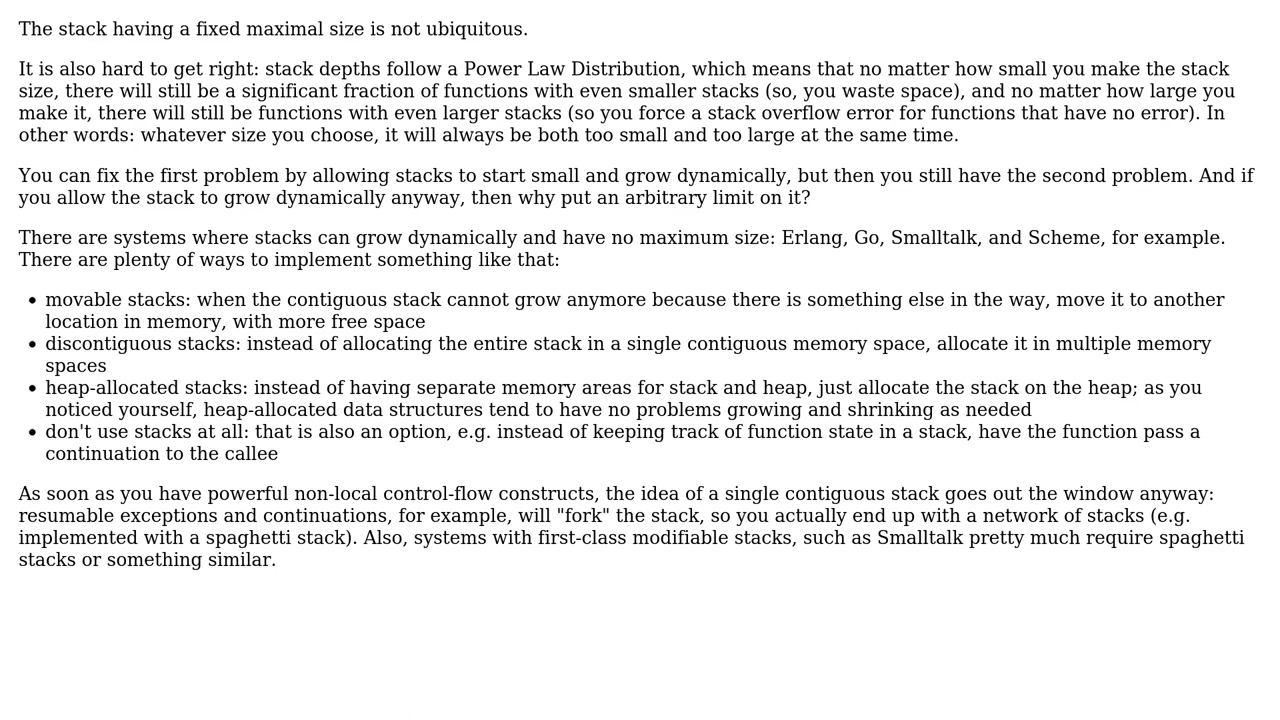 The stack having a fixed maximal size is not ubiquitous.
It is also hard to get right: stack depths follow a Power Law Distribution, which means that no matter how small you make the stack
size, there will still be a significant fraction of functions with even smaller stacks (so, you waste space), and no matter how large you
make it, there will still be functions with even larger stacks (so you force a stack overflow error for functions that have no error). In
other words: whatever size you choose, it will always be both too small and too large at the same time.
You can fix the first problem by allowing stacks to start small and grow dynamically, but then you still have the second problem. And if
you allow the stack to grow dynamically anyway, then why put an arbitrary limit on it?
There are systems where stacks can grow dynamically and have no maximum size: Erlang, Go, Smalltalk, and Scheme, for example.
There are plenty of ways to implement something like that:
• movable stacks: when the contiguous stack cannot grow anymore because there is something else in the way, move it to another
location in memory, with more free space
• discontiguous stacks: instead of allocating the entire stack in a single contiguous memory space, allocate it in multiple memory
spaces
• heap-allocated stacks: instead of having separate memory areas for stack and heap, just allocate the stack on the heap; as you
noticed yourself, heap-allocated data structures tend to have no problems growing and shrinking as needed
• don't use stacks at all: that is also an option, e.g. instead of keeping track of function state in a stack, have the function pass a
continuation to the callee
As soon as you have powerful non-local control-flow constructs, the idea of a single contiguous stack goes out the window anyway:
resumable exceptions and continuations, for example, will "fork" the stack, so you actually end up with a network of stacks (e.g.
implemented with a spaghetti stack). Also, systems with first-class modifiable stacks, such as Smalltalk pretty much require spaghetti
stacks or something similar.